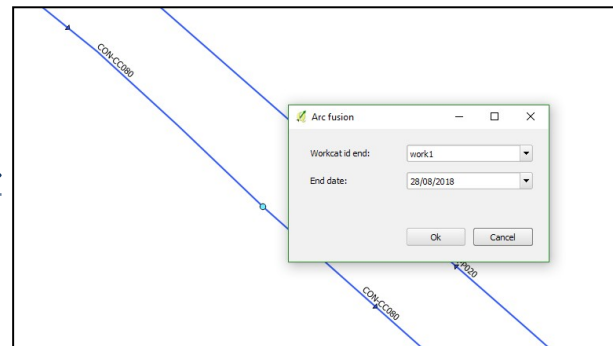 CON-CC080
Arc fusion
Workcat id end:
work1
End date:
28/08/2018
Ok
Cancel
CON-CC080